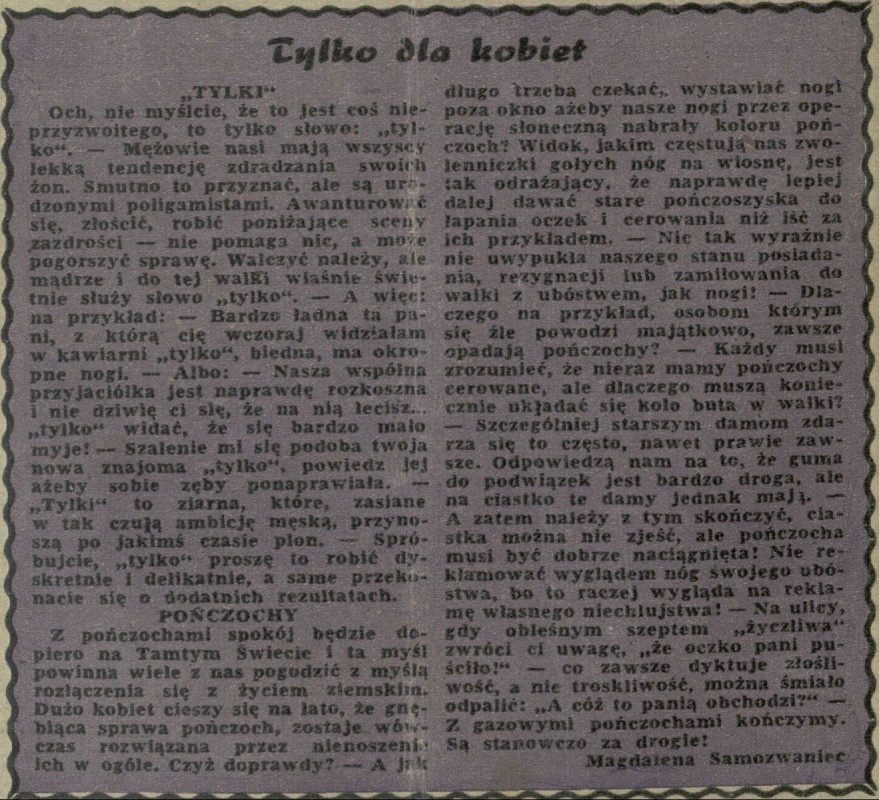 Tylko dla kobiet
„TYLKI“
Och, nie myślcie, że to jest coś nie-
przyzwoitego, to tylko słowo: „tyl-
ko“. — Mężowie nasi mają wszyscy
lekką tendencję zdradzania swoich
żon. Smutno to przyznać, ale są uro-
dzonymi poligamistami. Awanturować
się, złościć, robić poniżające sceny
zazdrości — nie pomaga nic, a może
pogorszyć sprawę. Walczyć należy, ale
mądrze i do tej walki właśnie świe-
tnie służy słowo „tylko“. — A więc:
na przykład: — Bardzo ładna ta pa-
ni, z którą cię wczoraj widziałam
w kawiarni „tylko“, biedna, ma okro-
pne nogi. — Albo: — Nasza wspólna
przyjaciółka jest naprawdę rozkoszna
i nie dziwię ci się, że na nią lecisz...
„tylko“ widać, że się bardzo mało
myje! — Szalenie mi się podoba twoja
nowa znajoma „tylko“, powiedz jej
ażeby sobie zęby ponaprawiała. —
„Tylki“ to ziarna, które, zasiane
w tak czułą ambicję męską, przyno-
szą po jakimś czasie plon. — Spró-
bujcie, „tylko“ proszę to robić dy-
skretnie i delikatnie, a same przeko-
nacie się o dodatnich rezultatach.
POŃCZOCHY
Z pończochami spokój będzie do-
piero na Tamtym Świecie i ta myśl
powinna wiele z nas pogodzić z myślą
rozłączenia się z życiem ziemskim.
Dużo kobiet cieszy się na lato, że gnę-
biąca sprawa pończoch, zostaje wów-
czas rozwiązana przez nienoszenie
ich w ogóle. Czyż doprawdy? — A jak
długo trzeba czekać,. wystawiać nogi
poza okno ażeby nasze nogi przez ope-
rację słoneczną nabrały koloru poń-
czoch? Widok, jakim częstują nas zwo-
lenniczki gołych nóg na wiosnę, jest
tak odrażający, że naprawdę lepiej
dalej dawać stare pończoszyska do
łapania oczek i cerowania niż iść za
ich przykładem. — Nic tak wyraźnie
nie uwypukla naszego stanu posiada-
nia, rezygnacji lub zamiłowania do
walki z ubóstwem, jak nogi! — Dla-
czego na przykład, osobom którym
się źle powodzi majątkowo, zawsze
opadają pończochy? — Każdy musi
zrozumieć, że nieraz mamy pończochy
cerowane, ale dlaczego muszą konie-
cznie układać się koło buta w wałki?
— Szczególniej starszym damom zda-
rza się to często, nawet prawie zaw-
sze. Odpowiedzą nam na to, że guma
do podwiązek jest bardzo droga, ale
na ciastko te damy jednak mają. —
A zatem należy z tym skończyć, cia-
stka można nie zjeść, ale pończocha
musi być dobrze naciągnięta! Nie re-
klamować wyglądem nóg swojego ubó-
stwa, bo to raczej wygląda na rekla-
mę własnego niechlujstwa! — Na ulicy,
gdy obleśnym szeptem „życzliwa“
zwróci ci uwagę, „że oczko pani pu-
ściło!“ — co zawsze dyktuje złośli-
wość, a nie troskliwość, można śmiało
odpalić: „A cóż to panią obchodzi?“ —
Z gazowymi pończochami kończymy.
Są stanowczo za drogie!
Magdalena Samozwaniec